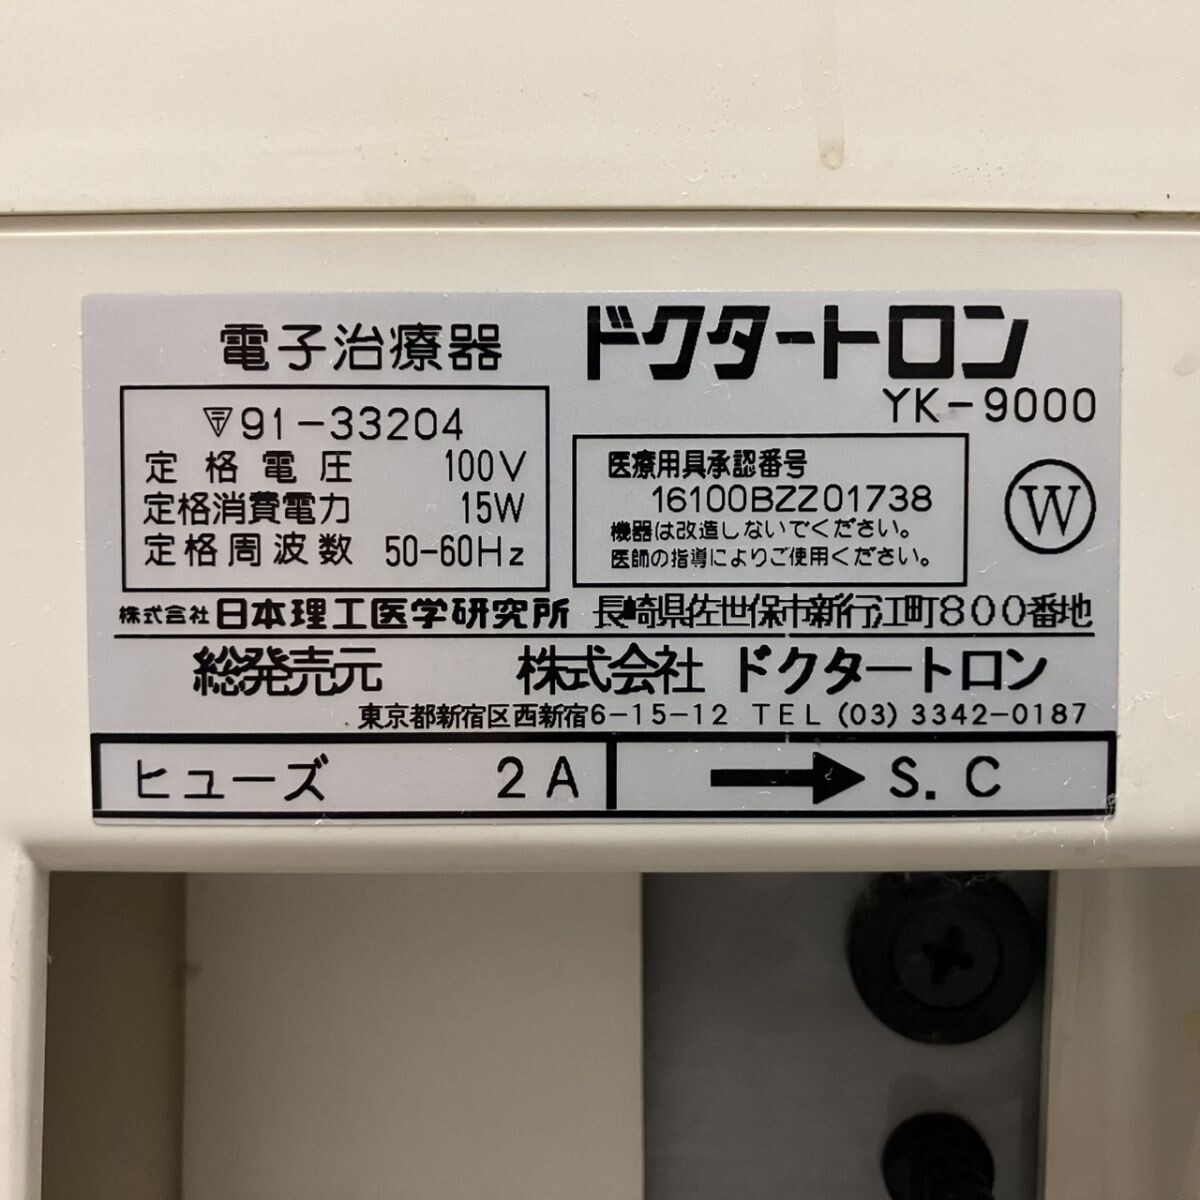 電子治療器 ドクタートロン
YK-9000
〒91-33204
定格電圧 100V
定格消費電力 15W
定格周波数 50-60Hz
医療用具承認番号
16100BZZ01738
機器は改造しないでください。
医師の指導によりご使用ください。
W
株式会社 日本理工医学研究所 長崎県佐世保市新行江町800番地
総発売元 株式会社 ドクタートロン
東京都新宿区西新宿6-15-12 TEL (03) 3342-0187
ヒューズ 2A
→ S.C